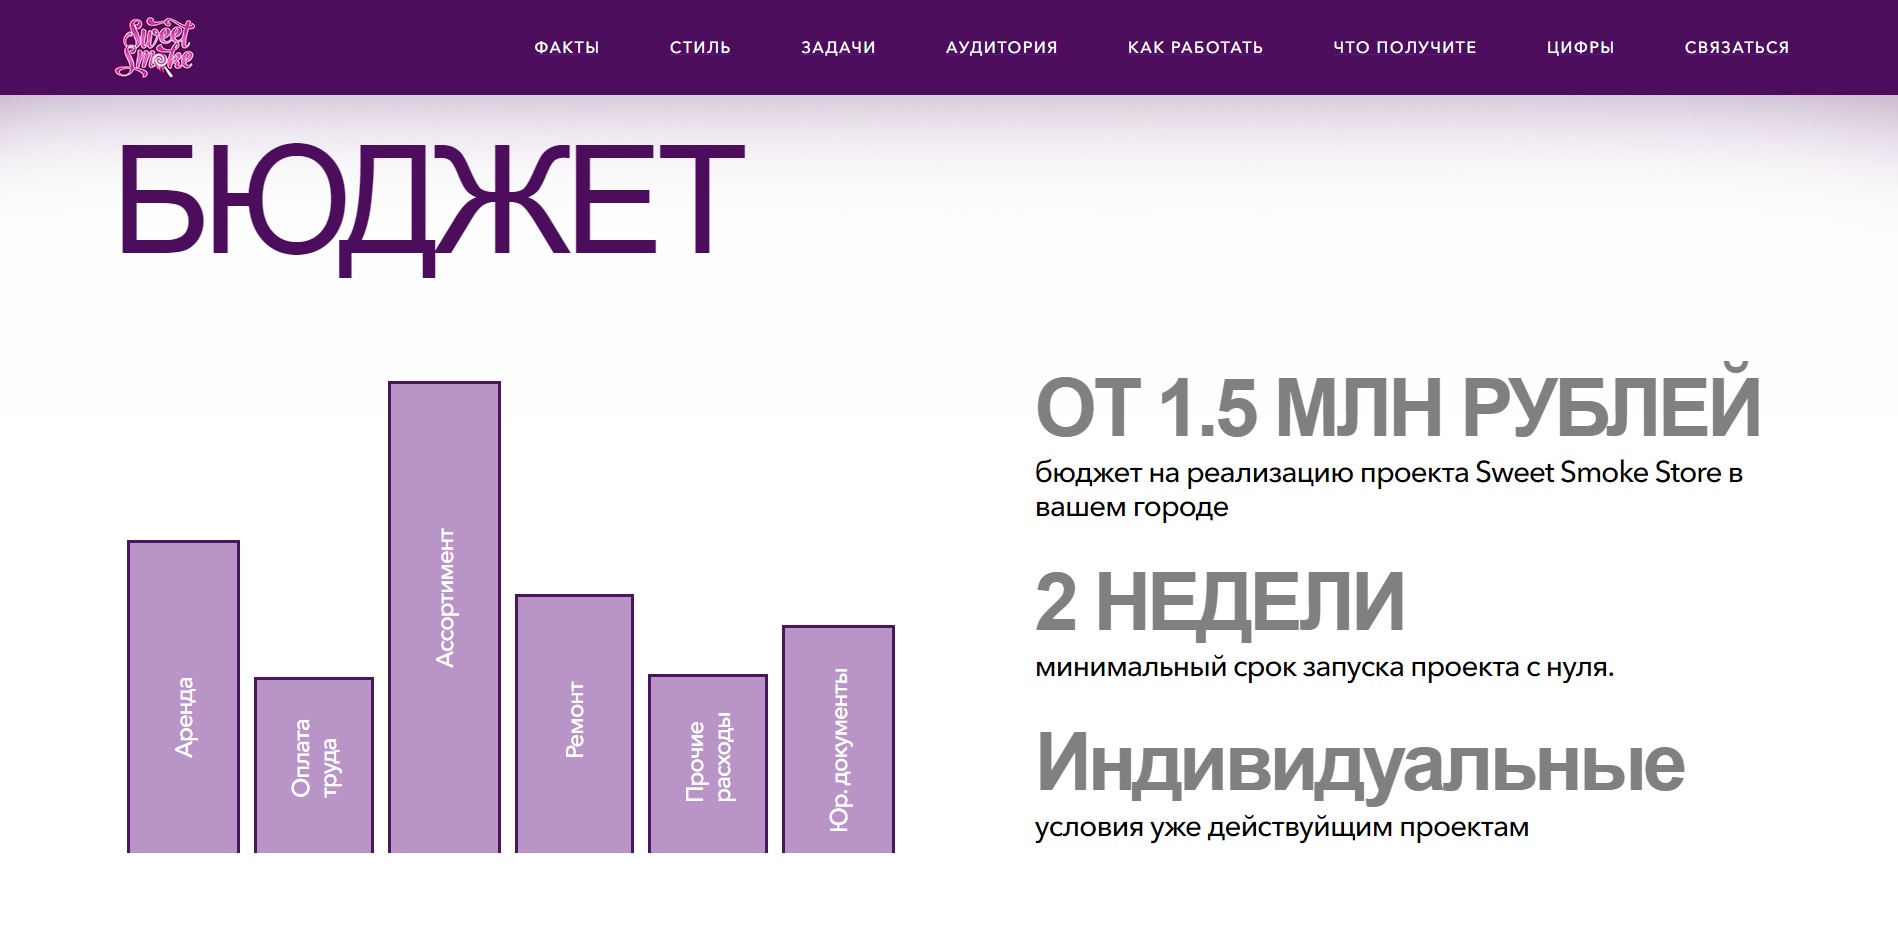 Sweet
Smoke
ФАКТЫ
СТИЛЬ
ЗАДАЧИ
АУДИТОРИЯ
КАК РАБОТАТЬ
ЧТО ПОЛУЧИТЕ
ЦИФРЫ
СВЯЗАТЬСЯ
БЮДЖЕТ
Аренда
Оплата
труда
Ассортимент
Ремонт
Прочие
расходы
Юр. документы
ОТ 1.5 МЛН РУБЛЕЙ
бюджет на реализацию проекта Sweet Smoke Store в
вашем городе
2 НЕДЕЛИ
минимальный срок запуска проекта с нуля.
Индивидуальные
условия уже действуйщим проектам